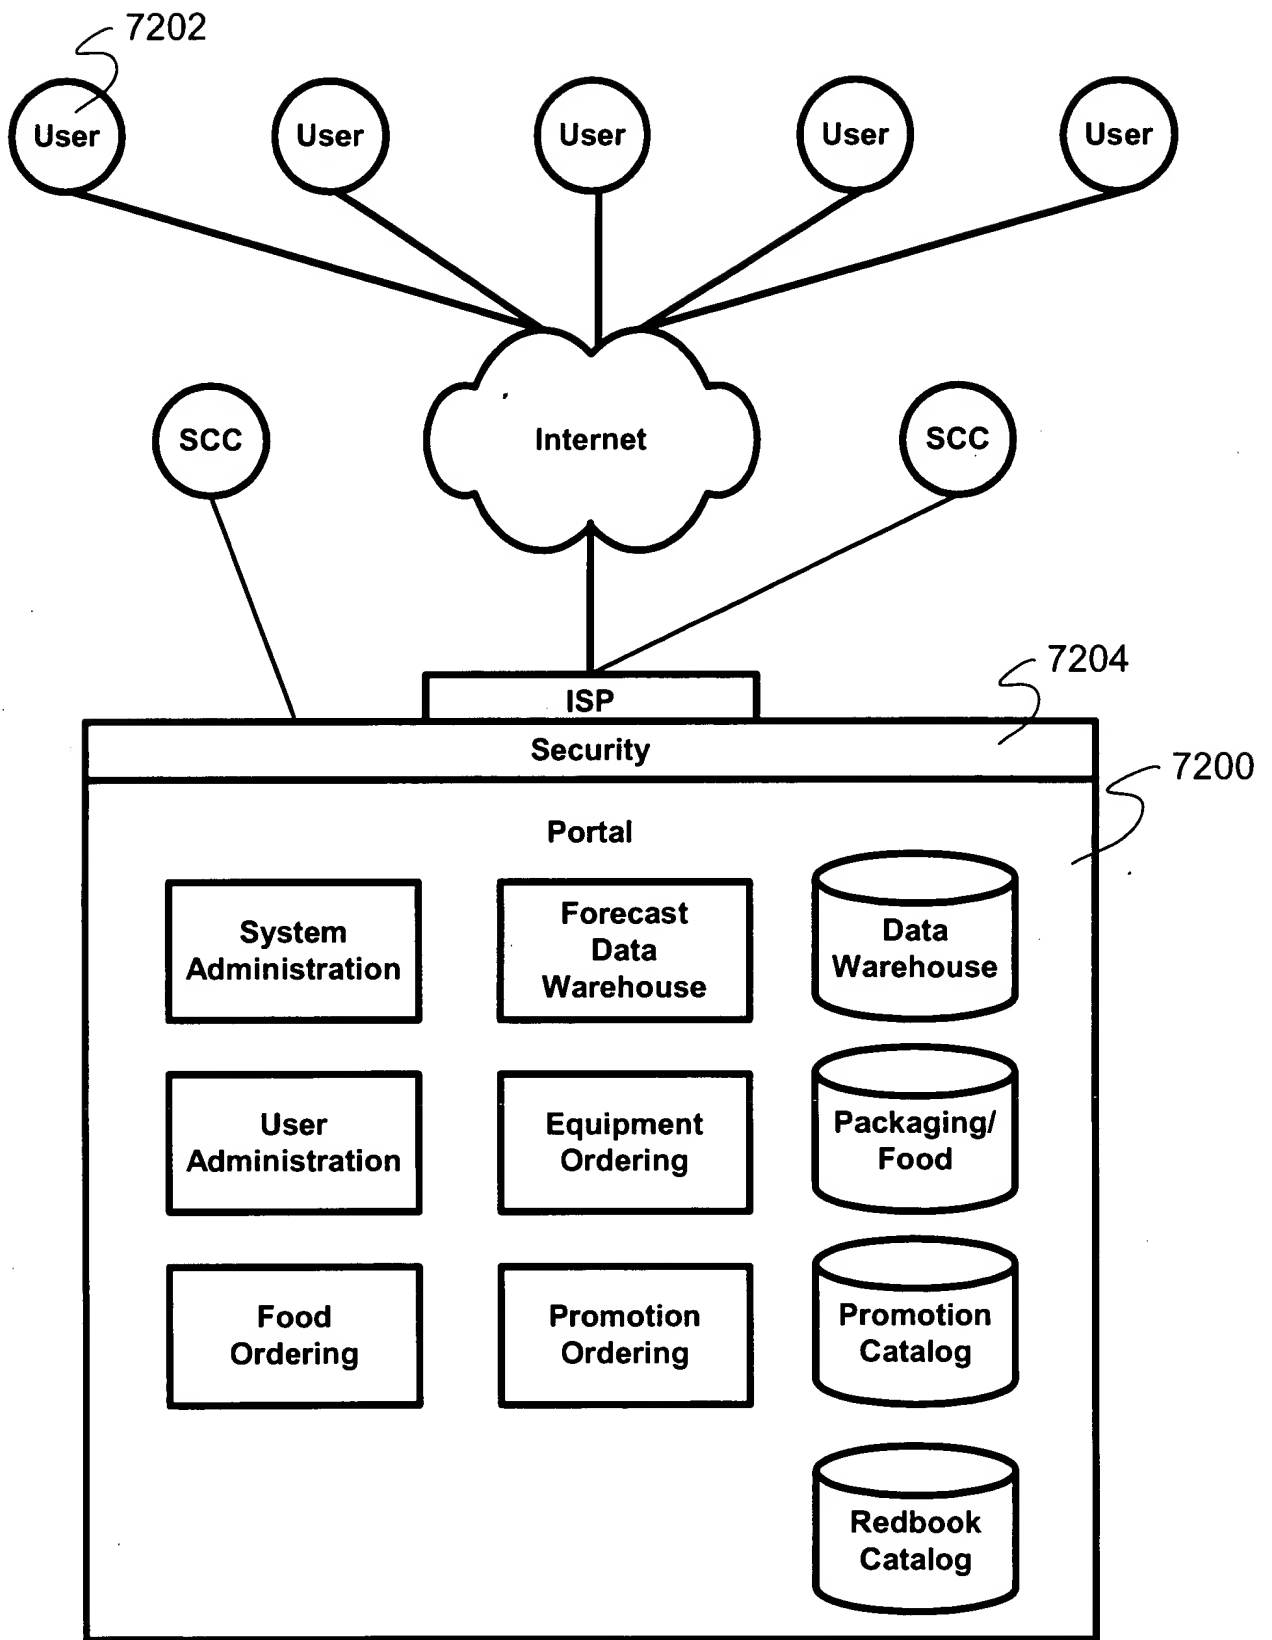 7202
User
User
User
User
User
SCC
Internet
SCC
7204
ISP
Security
7200
Portal
System
Administration
Forecast
Data
Warehouse
Data
Warehouse
User
Administration
Equipment
Ordering
Packaging/
Food
Food
Ordering
Promotion
Ordering
Promotion
Catalog
Redbook
Catalog